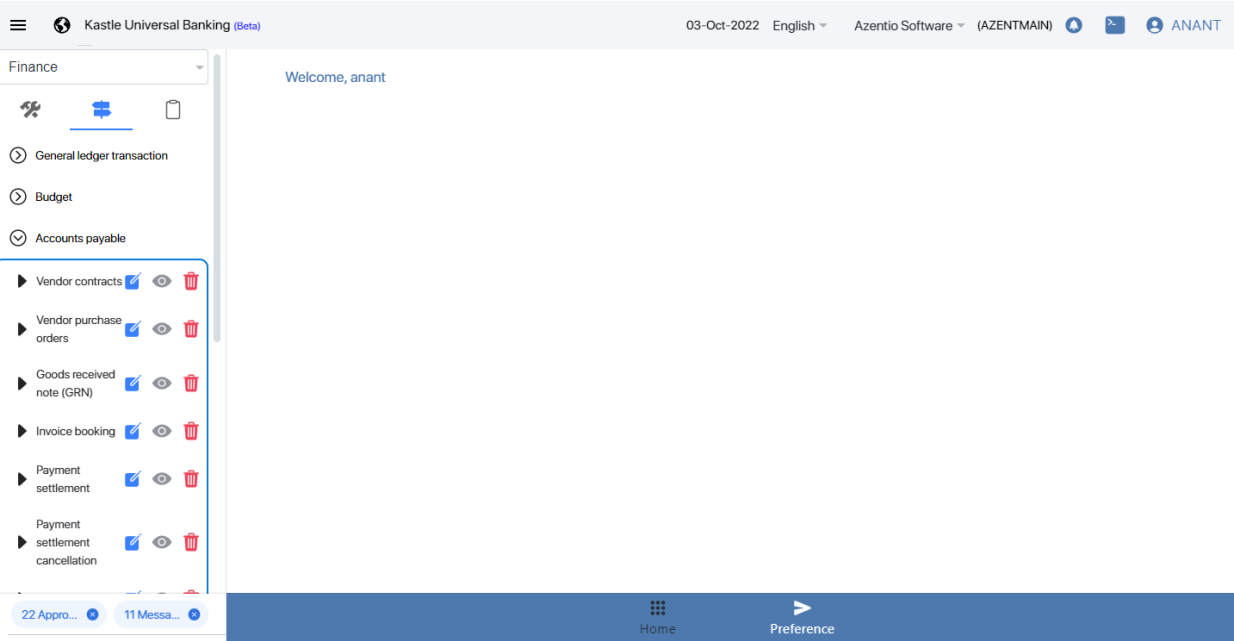 Kastle Universal Banking (Beta)
03-Oct-2022 English Azentio Software (AZENTMAIN) ANANT
Finance
Welcome, anant
General ledger transaction
Budget
Accounts payable
Vendor contracts
Vendor purchase
orders
Goods received
note (GRN)
Invoice booking
Payment
settlement
Payment
settlement
cancellation
22 Appro... 11 Messa...
Home Preference